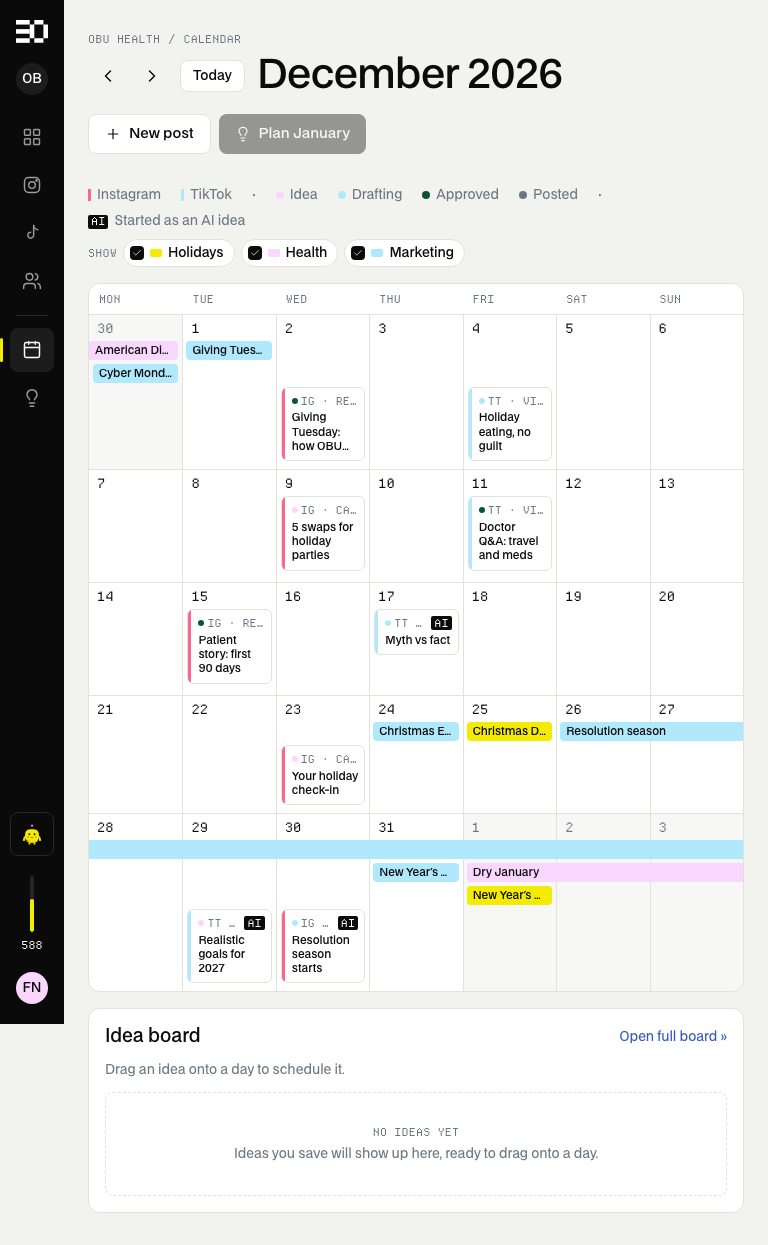 OB
OBU HEALTH / CALENDAR
Today
December 2026
New post
Plan January
Instagram TikTok · Idea Drafting Approved Posted ·
AI Started as an AI idea
SHOW Holidays Health Marketing
MON TUE WED THU FRI SAT SUN
30 1 2 3 4 5 6
American Di… Giving Tues…
Cyber Mond…
IG · RE…
Giving
Tuesday:
how OBU…
TT · VI…
Holiday
eating, no
guilt
7 8 9 10 11 12 13
IG · CA…
5 swaps for
holiday
parties
TT · VI…
Doctor
Q&A: travel
and meds
14 15 16 17 18 19 20
IG · RE…
Patient
story: first
90 days
TT … AI
Myth vs fact
21 22 23 24 25 26 27
Christmas E… Christmas D… Resolution season
IG · CA…
Your holiday
check-in
28 29 30 31 1 2 3
New Year's … Dry January
New Year's …
TT … AI
Realistic
goals for
2027
IG … AI
Resolution
season
starts
588
FN
Idea board
Open full board »
Drag an idea onto a day to schedule it.
NO IDEAS YET
Ideas you save will show up here, ready to drag onto a day.